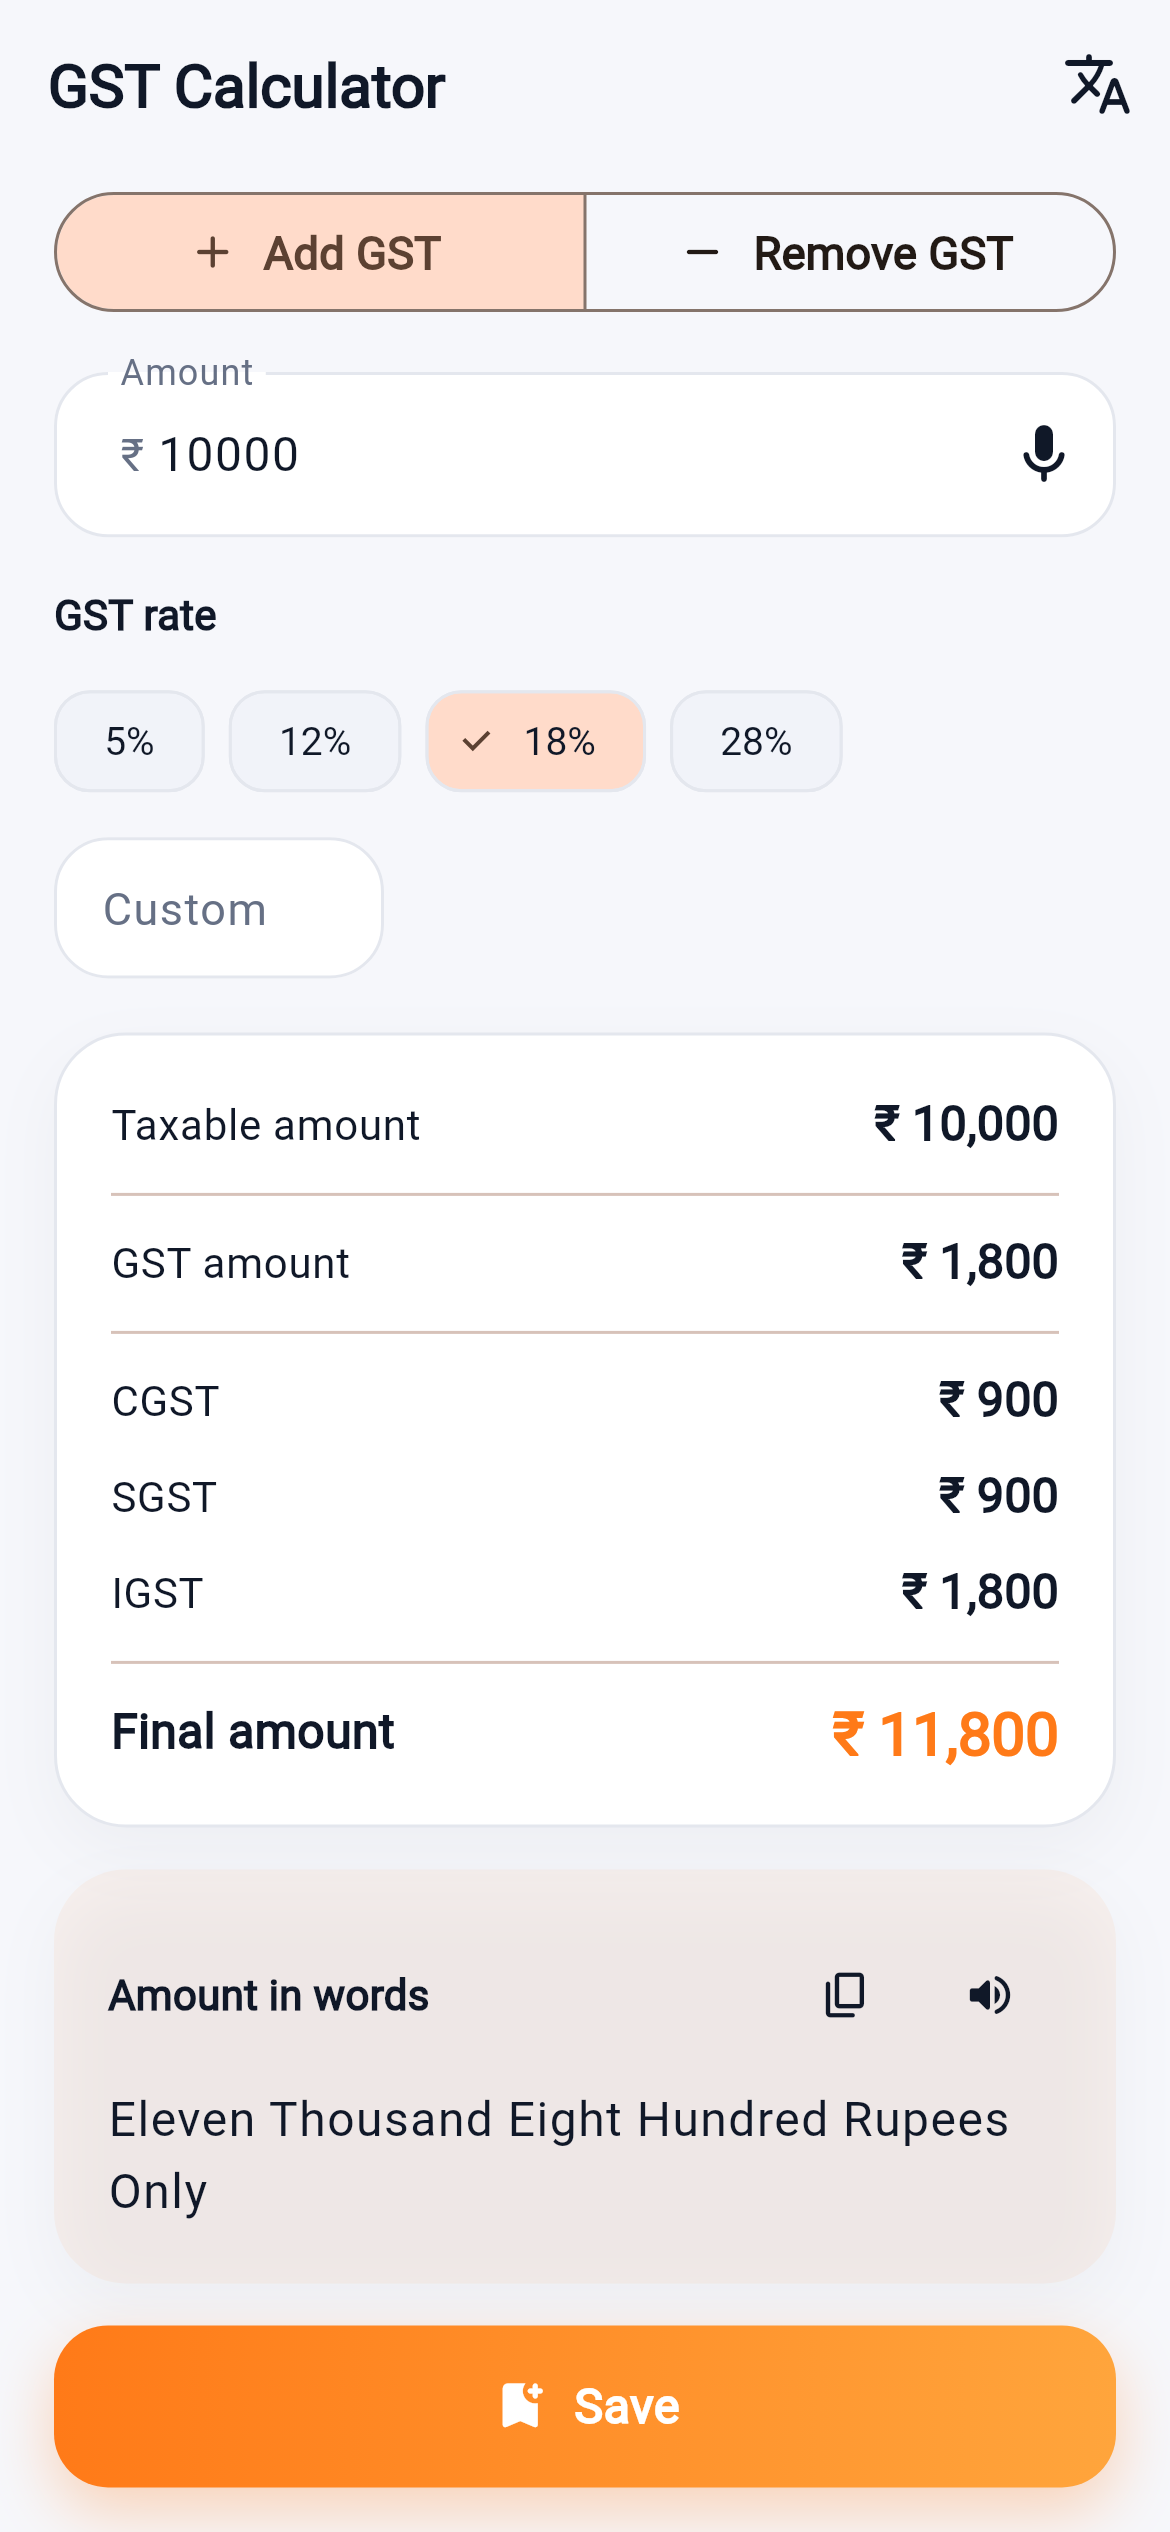 GST Calculator
Add GST
Remove GST
Amount
₹ 10000
GST rate
5% 12% 18% 28%
Custom
Taxable amount ₹ 10,000
GST amount ₹ 1,800
CGST ₹ 900
SGST ₹ 900
IGST ₹ 1,800
Final amount ₹ 11,800
Amount in words
Eleven Thousand Eight Hundred Rupees
Only
Save